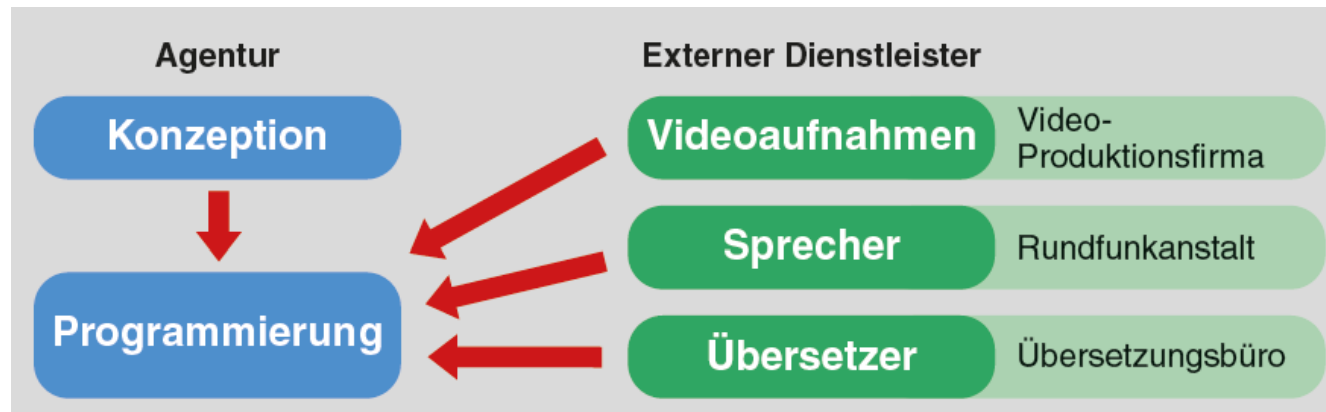 Agentur
Externer Dienstleister
Konzeption
Videoaufnahmen
Video-
Produktionsfirma
Sprecher
Rundfunkanstalt
Programmierung
Übersetzer
Übersetzungsbüro